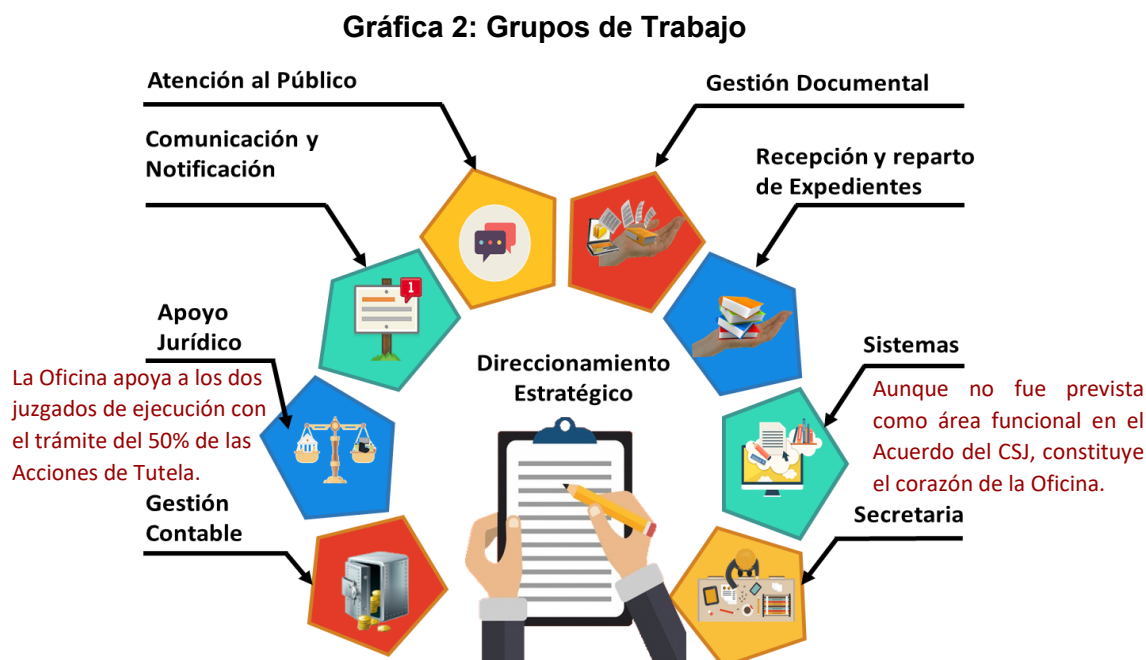 Gráfica 2: Grupos de Trabajo
Atención al Público
Gestión Documental
Comunicación y
Notificación
Recepción y reparto
de Expedientes
Apoyo
Jurídico
La Oficina apoya a los dos
juzgados de ejecución con
el trámite del 50% de las
Acciones de Tutela.
Gestión
Contable
Direccionamiento
Estratégico
Sistemas
Aunque no fue prevista
como área funcional en el
Acuerdo del CSJ, constituye
el corazón de la Oficina.
Secretaria
1